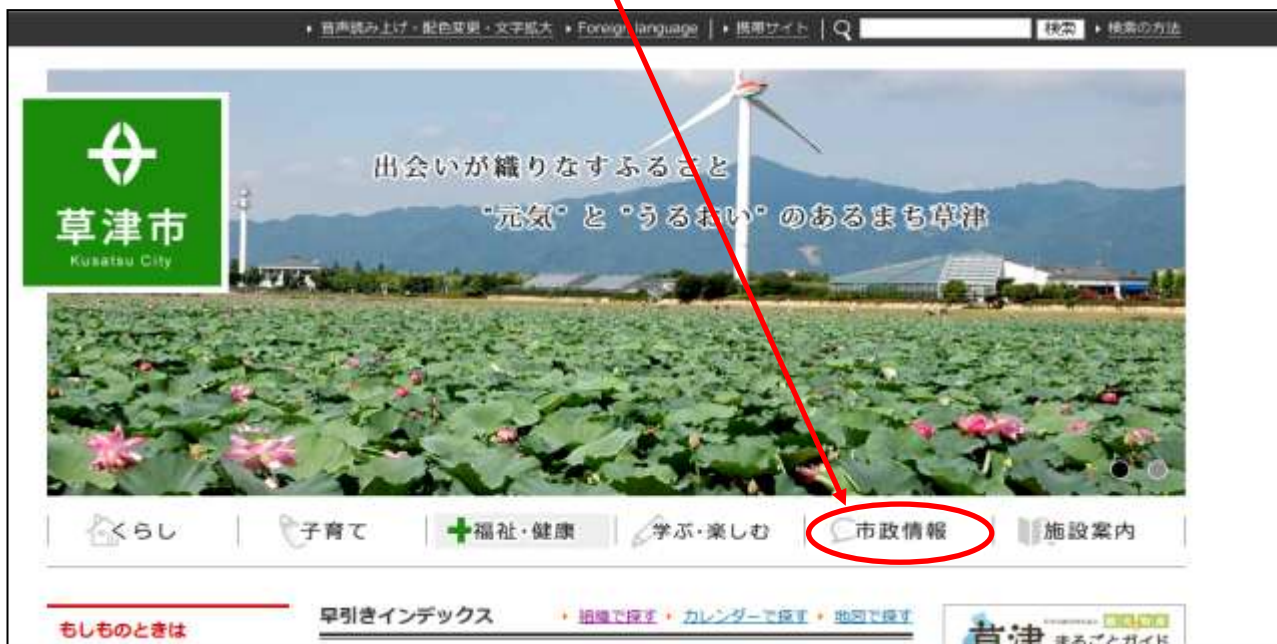 音声読み上げ・配色変更・文字拡大 Foreign language 携帯サイト 検索 検索の方法
草津市
Kusatsu City
出会いが織りなすふるさと
"元気" と "うるおい" のあるまち草津
くらし 子育て 福祉・健康 学ぶ・楽しむ 市政情報 施設案内
もしものときは
早引きインデックス 組織で探す カレンダーで探す 地図で探す
草津 まるごとガイド